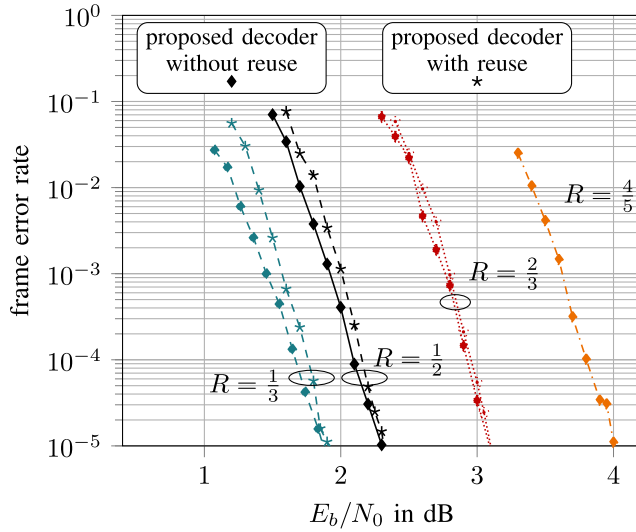 10^0
proposed decoder
without reuse
proposed decoder
with reuse
10^-1
10^-2
10^-3
10^-4
10^-5
frame error rate
R = 4/5
R = 2/3
R = 1/2
R = 1/3
1
2
3
4
E_b/N_0 in dB